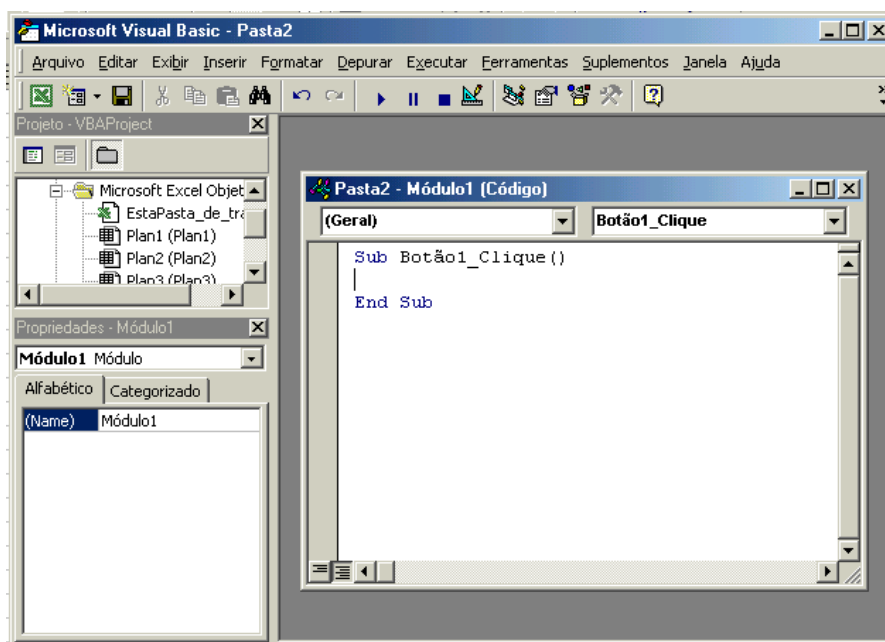 Microsoft Visual Basic - Pasta2
Arquivo Editar Exibir Inserir Formatar Depurar Executar Ferramentas Suplementos Janela Ajuda
Projeto - VBAProject
Microsoft Excel Objet
EstaPasta_de_tra
Plan1 (Plan1)
Plan2 (Plan2)
Plan3 (Plan3)
Propriedades - Módulo1
Módulo1 Módulo
Alfabético Categorizado
(Name) Módulo1
Pasta2 - Módulo1 (Código)
(Geral) Botão1_Clique
Sub Botão1_Clique()
End Sub